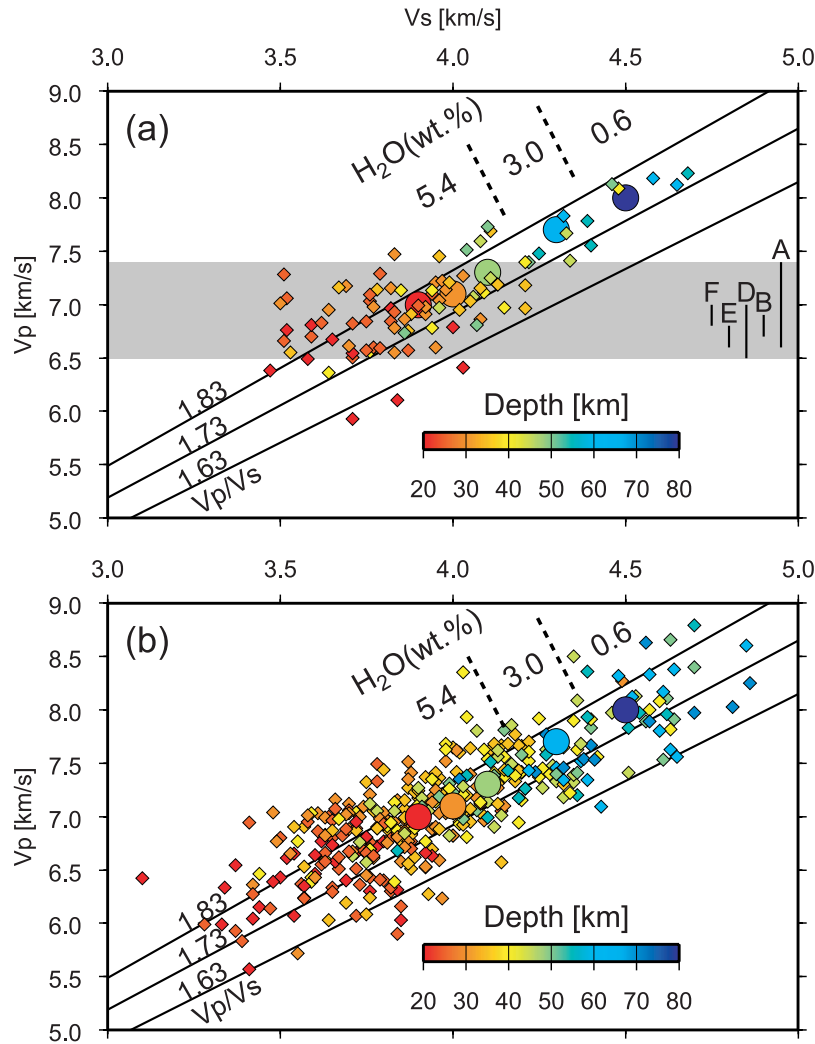 Vs [km/s]
3.0 3.5 4.0 4.5 5.0
9.0
8.5
8.0
7.5
7.0
6.5
6.0
5.5
5.0
Vp [km/s]
(a)
H₂O(wt.%)
5.4 3.0 0.6
A
F D B
E
1.83
1.73
1.63
Vp/Vs
Depth [km]
20 30 40 50 60 70 80
3.0 3.5 4.0 4.5 5.0
9.0
8.5
8.0
7.5
7.0
6.5
6.0
5.5
5.0
Vp [km/s]
(b)
H₂O(wt.%)
5.4 3.0 0.6
1.83
1.73
1.63
Vp/Vs
Depth [km]
20 30 40 50 60 70 80